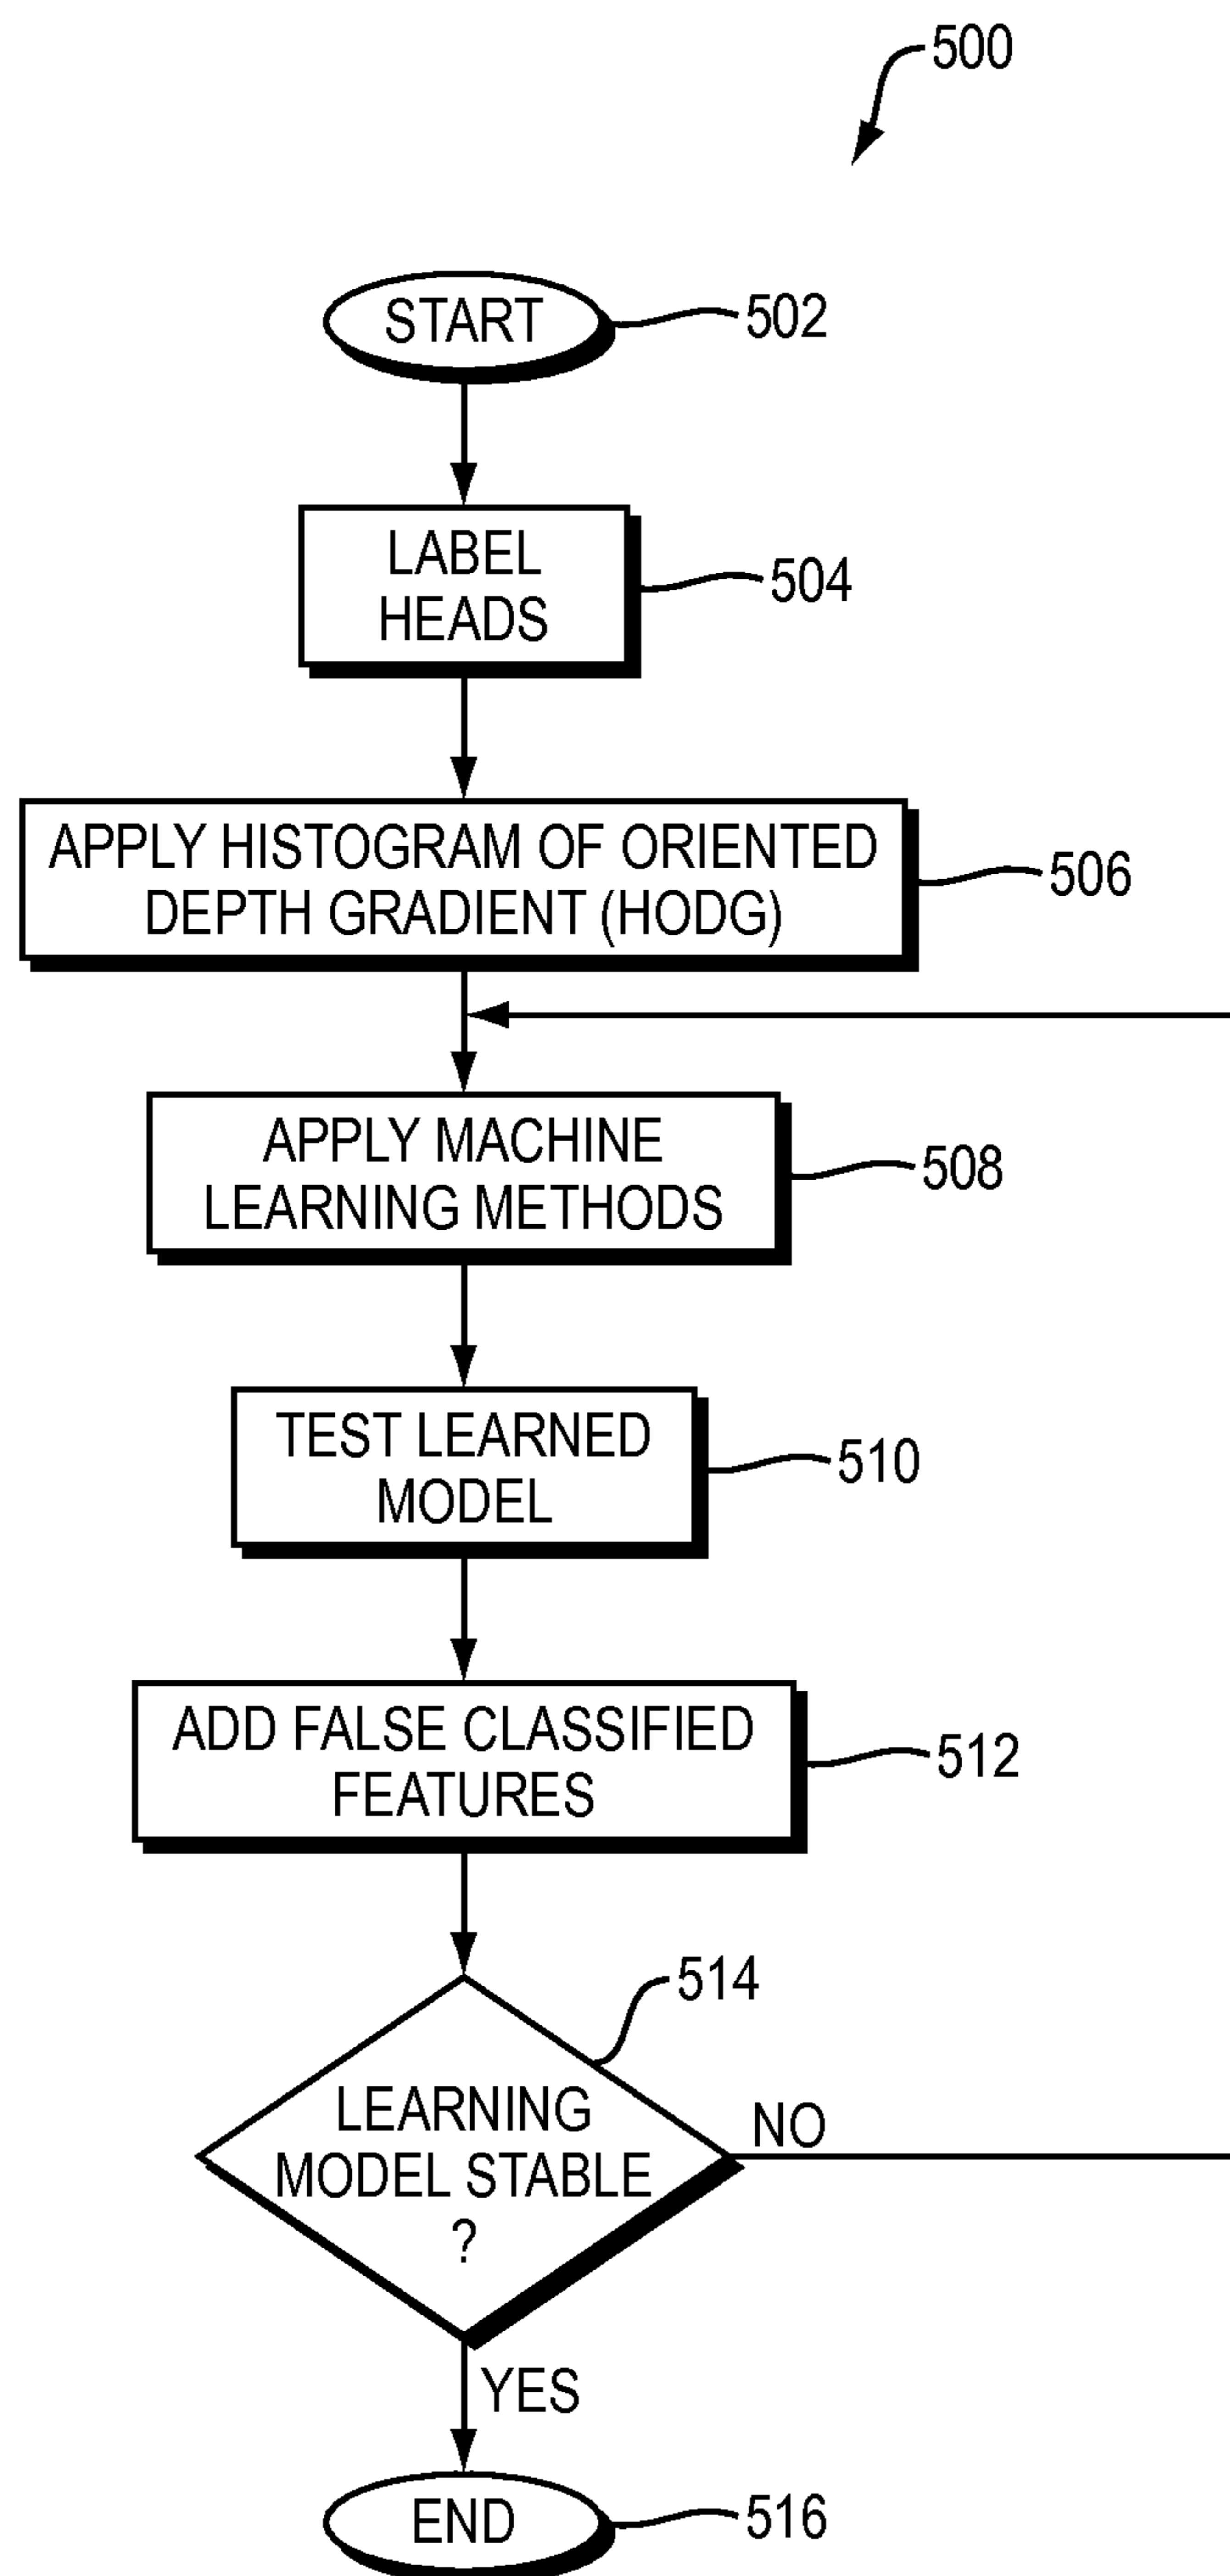 500
START
502
LABEL
HEADS
504
APPLY HISTOGRAM OF ORIENTED
DEPTH GRADIENT (HODG)
506
APPLY MACHINE
LEARNING METHODS
508
TEST LEARNED
MODEL
510
ADD FALSE CLASSIFIED
FEATURES
512
514
LEARNING
MODEL STABLE
?
NO
YES
END
516